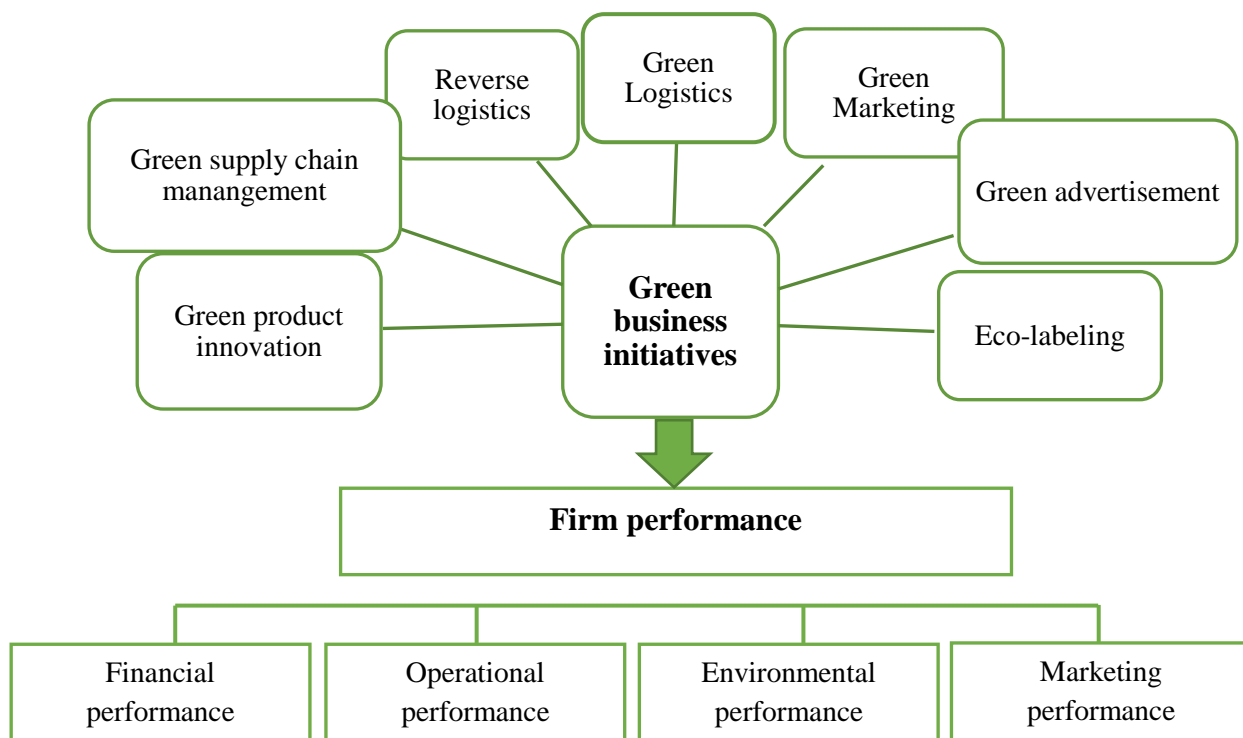 Green
Logistics
Reverse
logistics
Green
Marketing
Green supply chain
manangement
Green advertisement
Green
business
initiatives
Green product
innovation
Eco-labeling
Firm performance
Financial
performance
Operational
performance
Environmental
performance
Marketing
performance